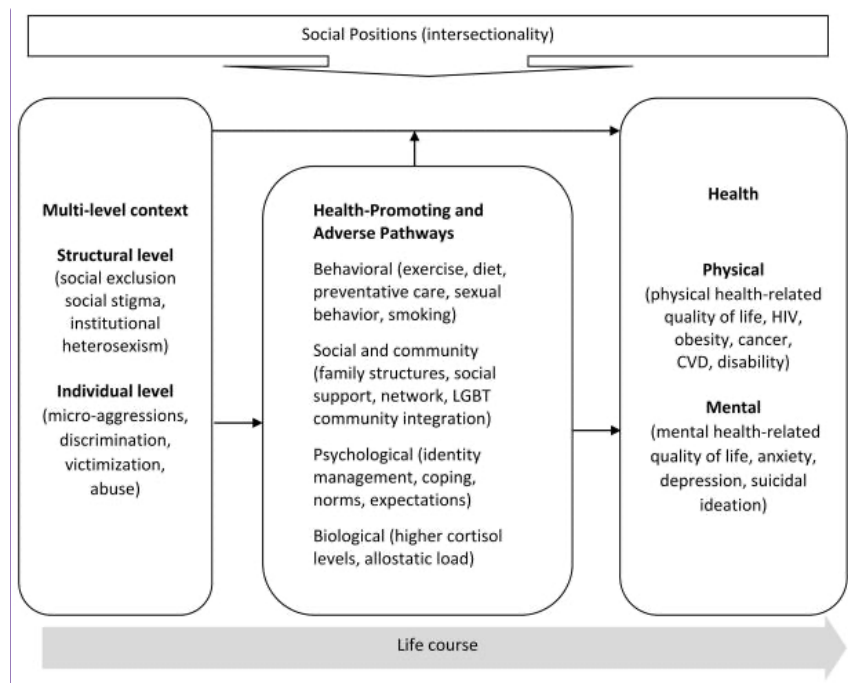 Social Positions (intersectionality)
Multi-level context
Structural level
(social exclusion
social stigma,
institutional
heterosexism)
Individual level
(micro-aggressions,
discrimination,
victimization,
abuse)
Health-Promoting and
Adverse Pathways
Behavioral (exercise, diet,
preventative care, sexual
behavior, smoking)
Social and community
(family structures, social
support, network, LGBT
community integration)
Psychological (identity
management, coping,
norms, expectations)
Biological (higher cortisol
levels, allostatic load)
Health
Physical
(physical health-related
quality of life, HIV,
obesity, cancer,
CVD, disability)
Mental
(mental health-related
quality of life, anxiety,
depression, suicidal
ideation)
Life course